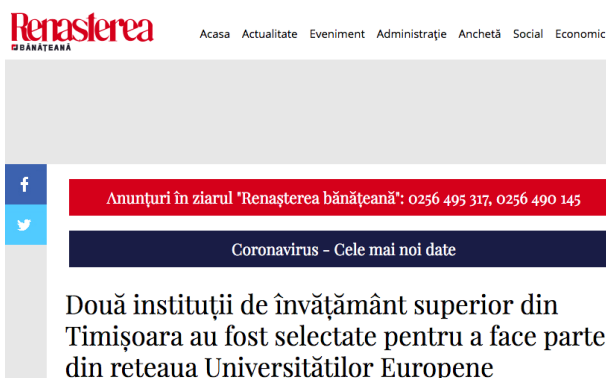 Renasterea
BĂNĂȚEANĂ
Acasa Actualitate Eveniment Administrație Anchetă Social Economic
Anunțuri în ziarul "Renașterea bănățeană": 0256 495 317, 0256 490 145
Coronavirus - Cele mai noi date
Două instituții de învățământ superior din
Timișoara au fost selectate pentru a face parte
din rețeaua Universităților Europene